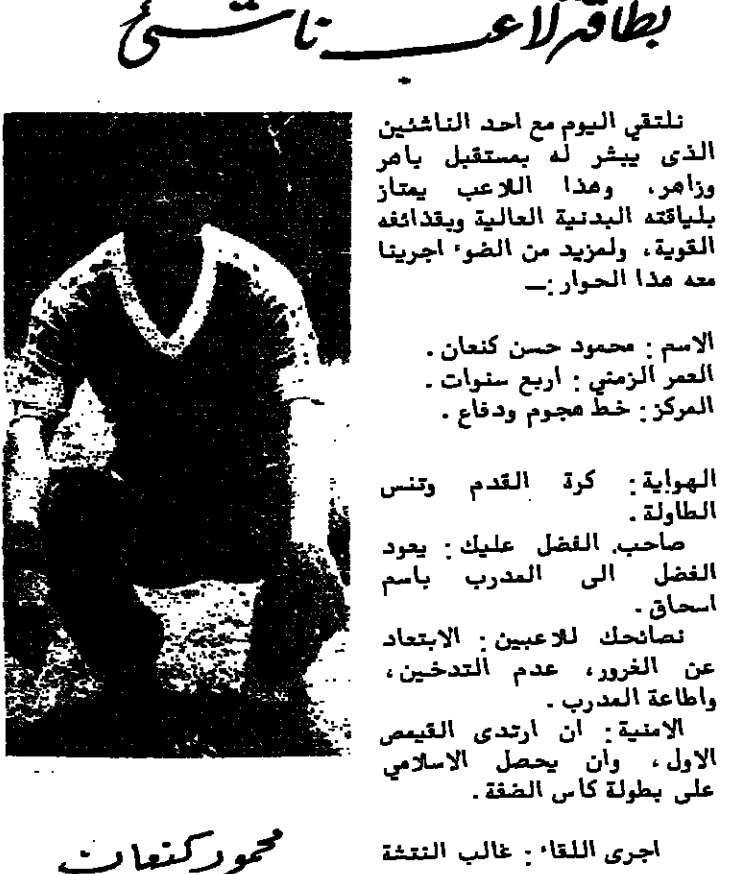 بطاقة لاعب ناشئ
نلتقي اليوم مع احد الناشئين
الذى يبشر له بمستقبل باهر
وزاهر، وهذا اللاعب يمتاز
بلياقته البدنية العالية وبقذائفه
القوية، ولمزيد من الضوء اجرينا
معه هذا الحوار :ـ
الاسم : محمود حسن كنعان .
العمر الزمني : اربع سنوات .
المركز : خط هجوم ودفاع .
الهواية : كرة القدم وتنس
الطاولة .
صاحب الفضل عليك : يعود
الفضل الى المدرب باسم
اسحاق .
نصائحك للاعبين : الابتعاد
عن الغرور، عدم التدخين،
واطاعة المدرب .
الامنية : ان ارتدى القيمص
الاول، وان يحصل الاسلامي
على بطولة كاس الضفة .
اجرى اللقاء : غالب النتشة
محمود كنعان